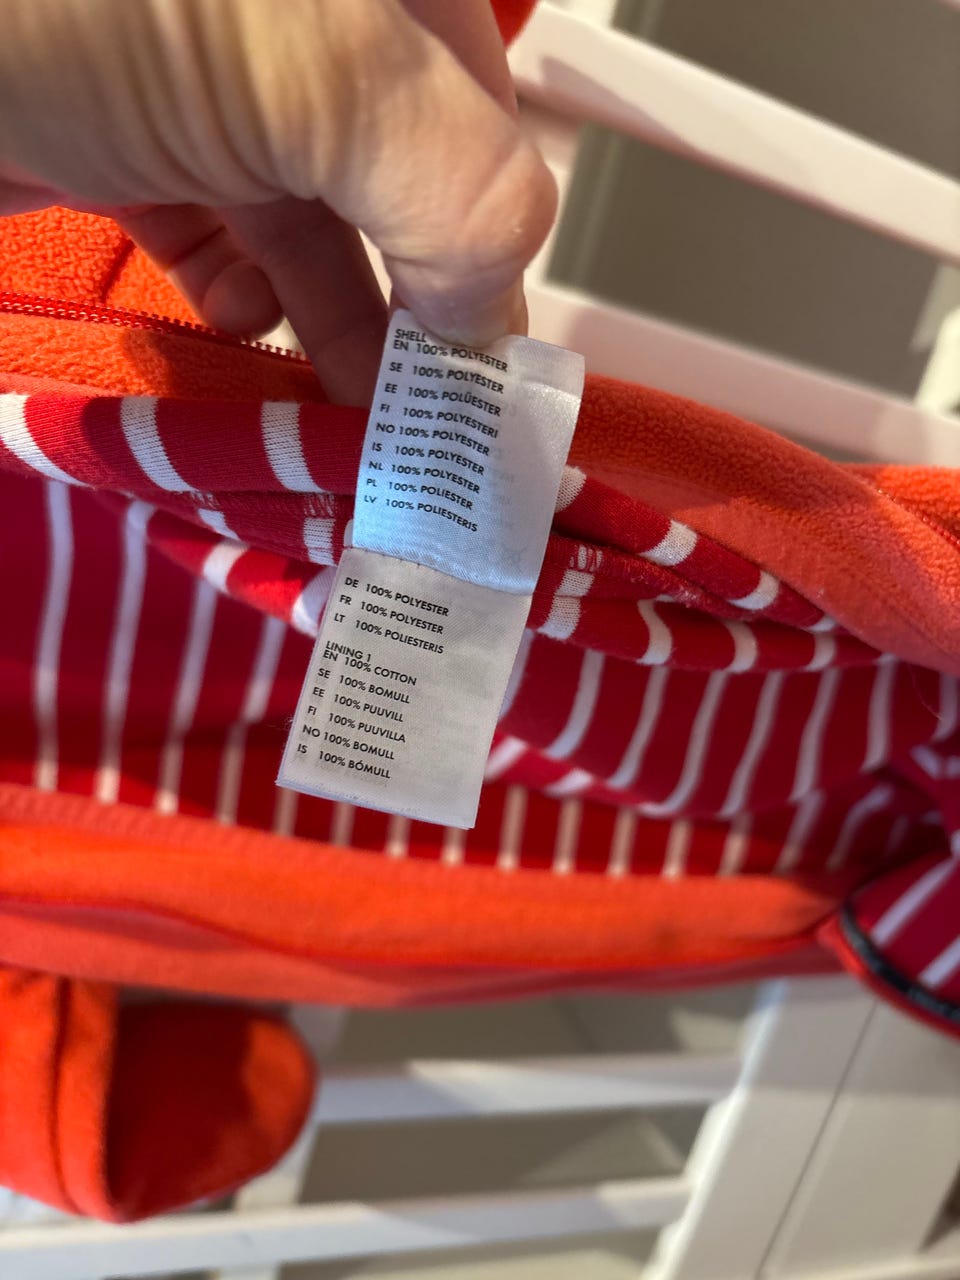 SHELL
EN 100% POLYESTER
SE 100% POLYESTER
EE 100% POLÜESTER
FI 100% POLYESTERI
NO 100% POLYESTER
IS 100% POLYESTER
NL 100% POLYESTER
PL 100% POLIESTER
LV 100% POLIESTERIS
DE 100% POLYESTER
FR 100% POLYESTER
LT 100% POLIESTERIS
LINING 1
EN 100% COTTON
SE 100% BOMULL
EE 100% PUUVILL
FI 100% PUUVILLA
NO 100% BOMULL
IS 100% BÓMULL